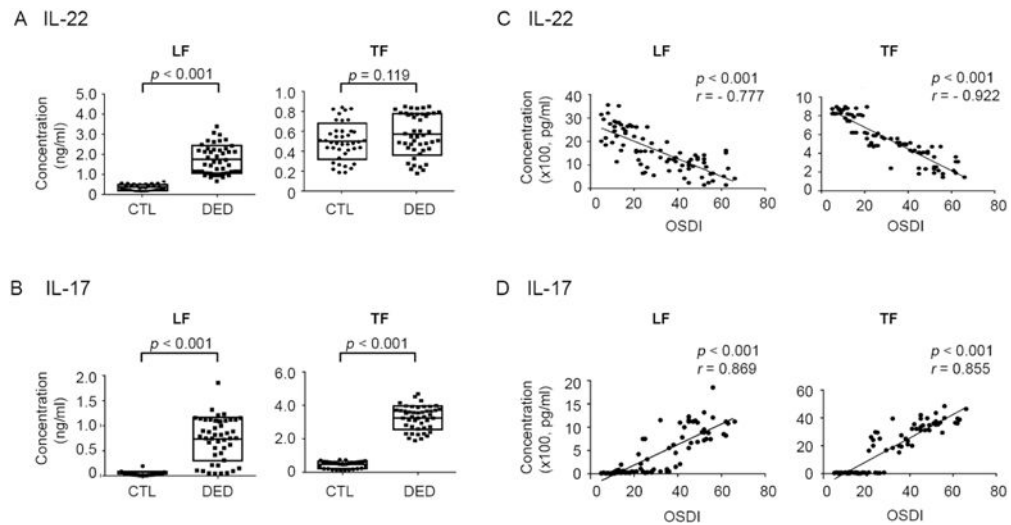 A IL-22
LF
TF
p < 0.001
p = 0.119
Concentration
(ng/ml)
5.0
4.0
3.0
2.0
1.0
0
CTL
DED
1.0
0.8
0.6
0.4
0.2
0
CTL
DED
C IL-22
LF
TF
p < 0.001
r = - 0.777
p < 0.001
r = - 0.922
Concentration
(x100, pg/ml)
40
30
20
10
0
0 20 40 60 80
OSDI
10
8
6
4
2
0
0 20 40 60 80
OSDI
B IL-17
LF
TF
p < 0.001
p < 0.001
Concentration
(ng/ml)
2.0
1.5
1.0
0.5
0
CTL
DED
6.0
4.0
2.0
0
CTL
DED
D IL-17
LF
TF
p < 0.001
r = 0.869
p < 0.001
r = 0.855
Concentration
(x100, pg/ml)
20
15
10
5
0
0 20 40 60 80
OSDI
60
50
40
30
20
10
0
0 20 40 60 80
OSDI